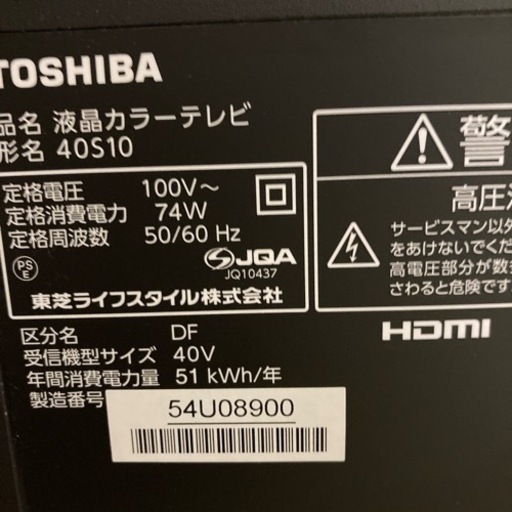 TOSHIBA
品名 液晶カラーテレビ
形名 40S10
定格電圧 100V～
定格消費電力 74W
定格周波数 50/60 Hz
PS
E
JQA
JQ10437
東芝ライフスタイル株式会社
区分名 DF
受信機型サイズ 40V
年間消費電力量 51 kWh/年
製造番号
54U08900
警
高圧
サービスマン以
をあけないでくだ
高電圧部分が数
さわると危険です
HDMI